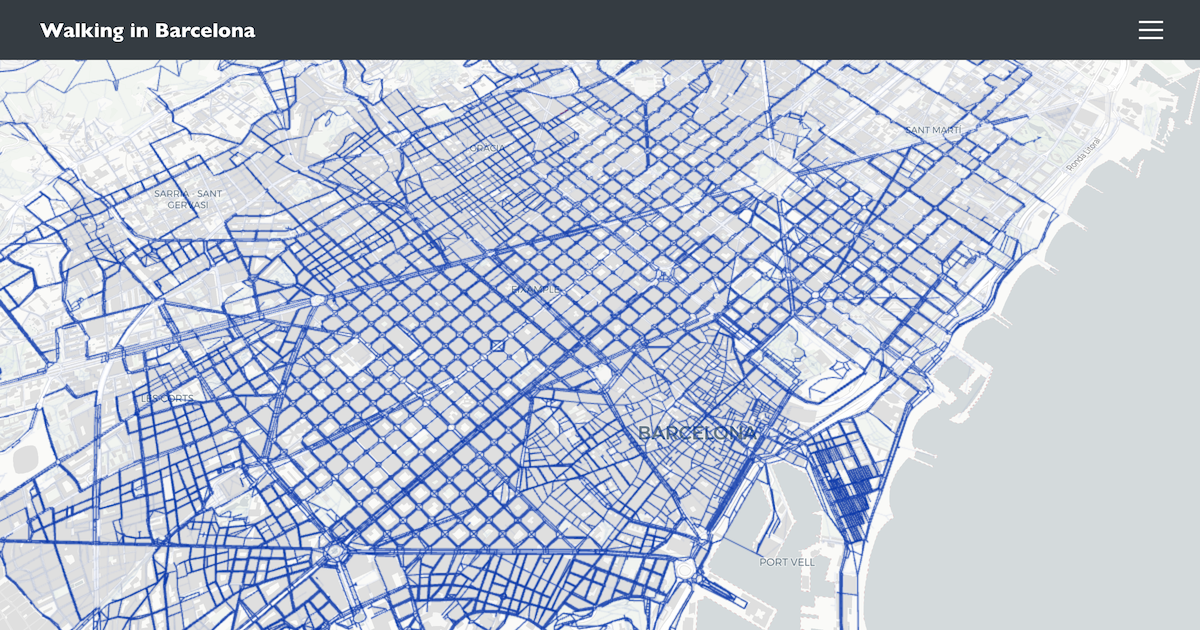 Walking in Barcelona
SANT MARTÍ
Ronda Litoral
GRÀCIA
SARRIÀ - SANT
GERVASI
EIXAMPLE
LES CORTS
BARCELONA
PORT VELL